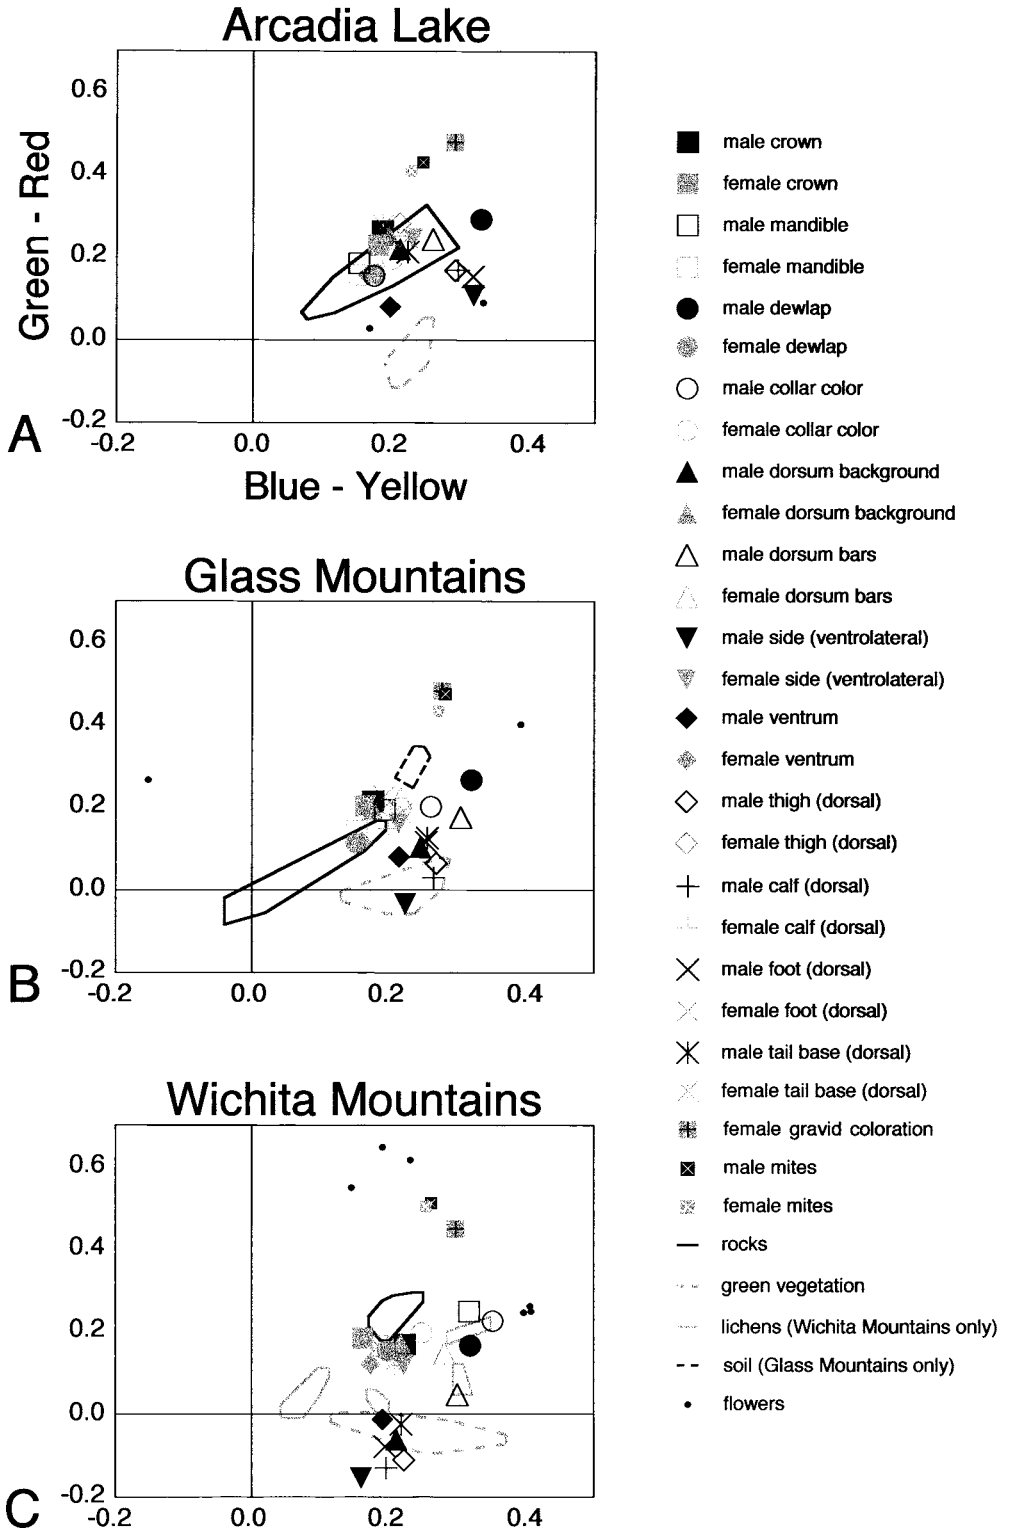 Arcadia Lake
0.6
0.4
0.2
0.0
-0.2
Green - Red
A
-0.2 0.0 0.2 0.4
Blue - Yellow
Glass Mountains
0.6
0.4
0.2
0.0
-0.2
B
-0.2 0.0 0.2 0.4
Wichita Mountains
0.6
0.4
0.2
0.0
-0.2
C
-0.2 0.0 0.2 0.4
male crown
female crown
male mandible
female mandible
male dewlap
female dewlap
male collar color
female collar color
male dorsum background
female dorsum background
male dorsum bars
female dorsum bars
male side (ventrolateral)
female side (ventrolateral)
male ventrum
female ventrum
male thigh (dorsal)
female thigh (dorsal)
male calf (dorsal)
female calf (dorsal)
male foot (dorsal)
female foot (dorsal)
male tail base (dorsal)
female tail base (dorsal)
female gravid coloration
male mites
female mites
rocks
green vegetation
lichens (Wichita Mountains only)
soil (Glass Mountains only)
flowers